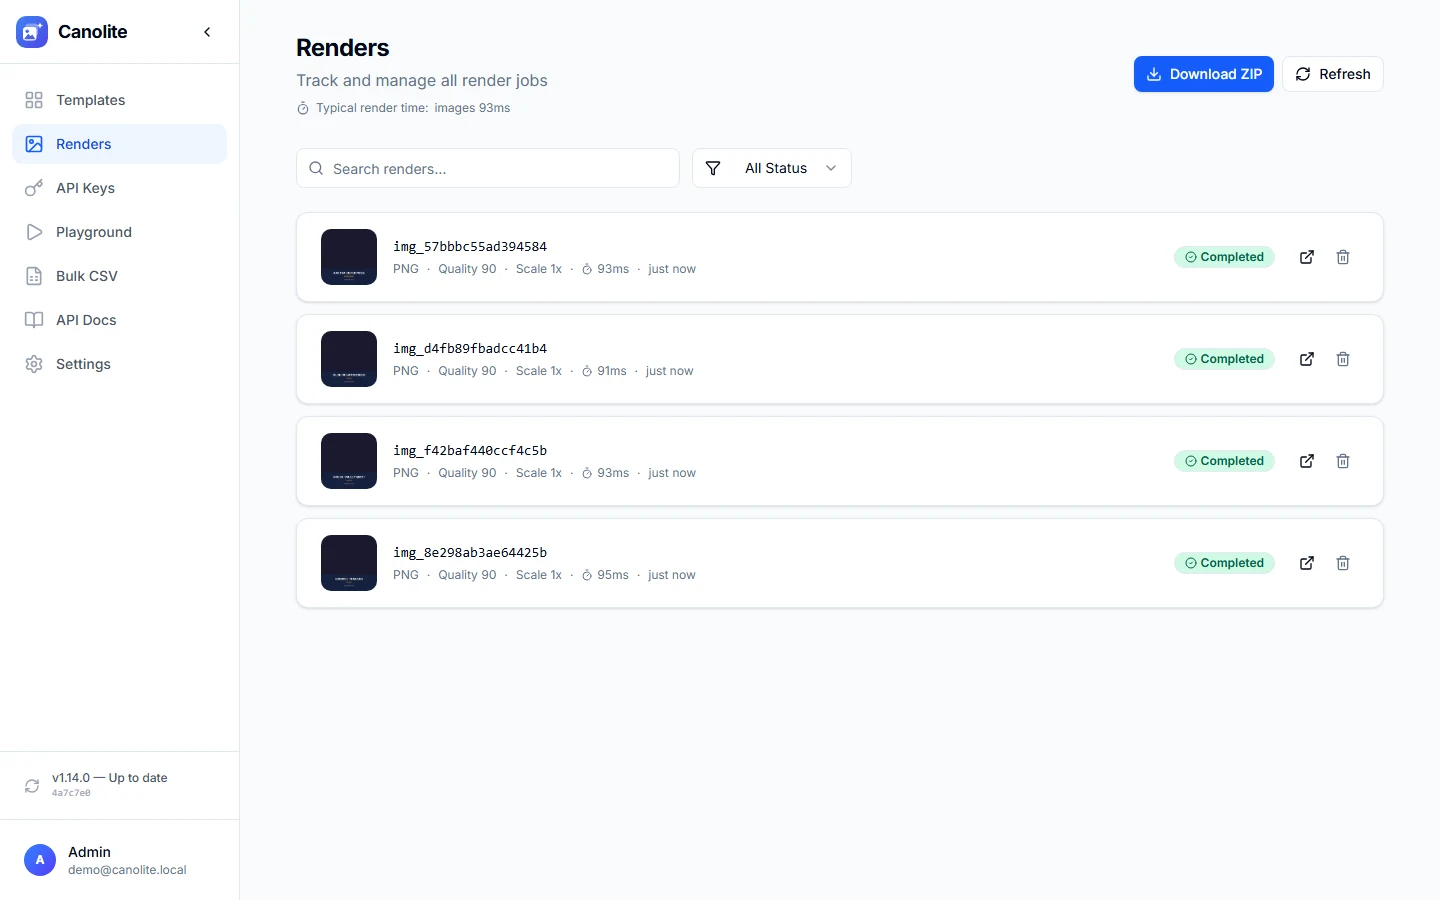 Canolite
Templates
Renders
API Keys
Playground
Bulk CSV
API Docs
Settings
v1.14.0 — Up to date
4a7c7e0
A
Admin
demo@canolite.local
Renders
Track and manage all render jobs
Typical render time: images 93ms
Download ZIP
Refresh
Search renders...
All Status
img_57bbbc55ad394584
PNG · Quality 90 · Scale 1x · 93ms · just now
Completed
img_d4fb89fbadcc41b4
PNG · Quality 90 · Scale 1x · 91ms · just now
Completed
img_f42baf440ccf4c5b
PNG · Quality 90 · Scale 1x · 93ms · just now
Completed
img_8e298ab3ae64425b
PNG · Quality 90 · Scale 1x · 95ms · just now
Completed